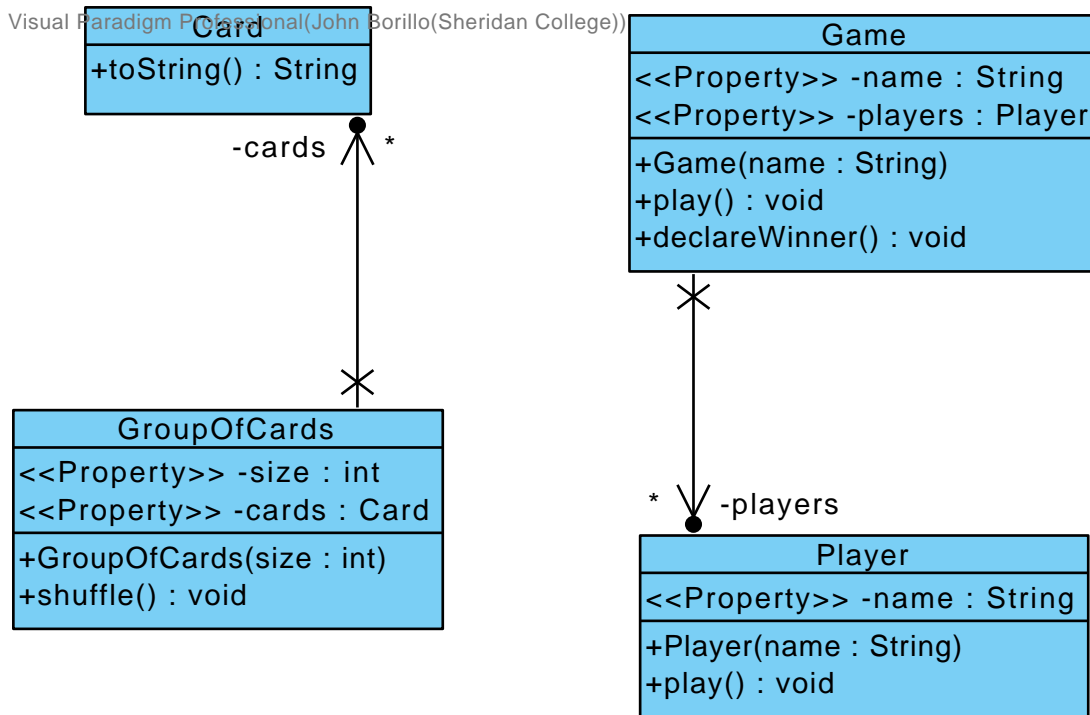 Visual Paradigm Professional(John Borillo(Sheridan College))
Card
+toString() : String
-cards
*
GroupOfCards
<<Property>> -size : int
<<Property>> -cards : Card
+GroupOfCards(size : int)
+shuffle() : void
Game
<<Property>> -name : String
<<Property>> -players : Player
+Game(name : String)
+play() : void
+declareWinner() : void
*
-players
Player
<<Property>> -name : String
+Player(name : String)
+play() : void